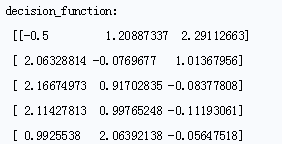 decision_function:
[[-0.5 1.20887337 2.29112663]
[ 2.06328814 -0.0769677 1.01367956]
[ 2.16674973 0.91702835 -0.08377808]
[ 2.11427813 0.99765248 -0.11193061]
[ 0.9925538 2.06392138 -0.05647518]